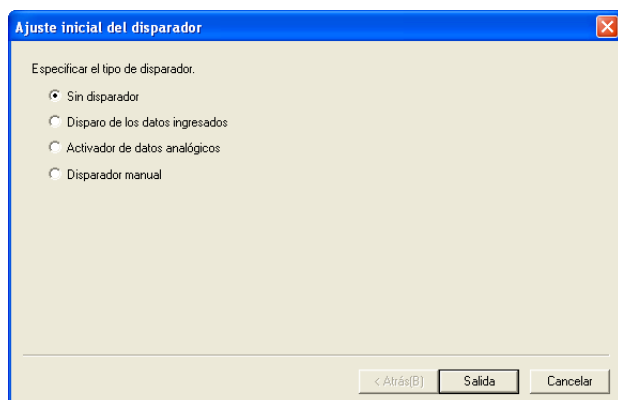 Ajuste inicial del disparador
Especificar el tipo de disparador.
Sin disparador
Disparo de los datos ingresados
Activador de datos analógicos
Disparador manual
< Atrás(B) Salida Cancelar